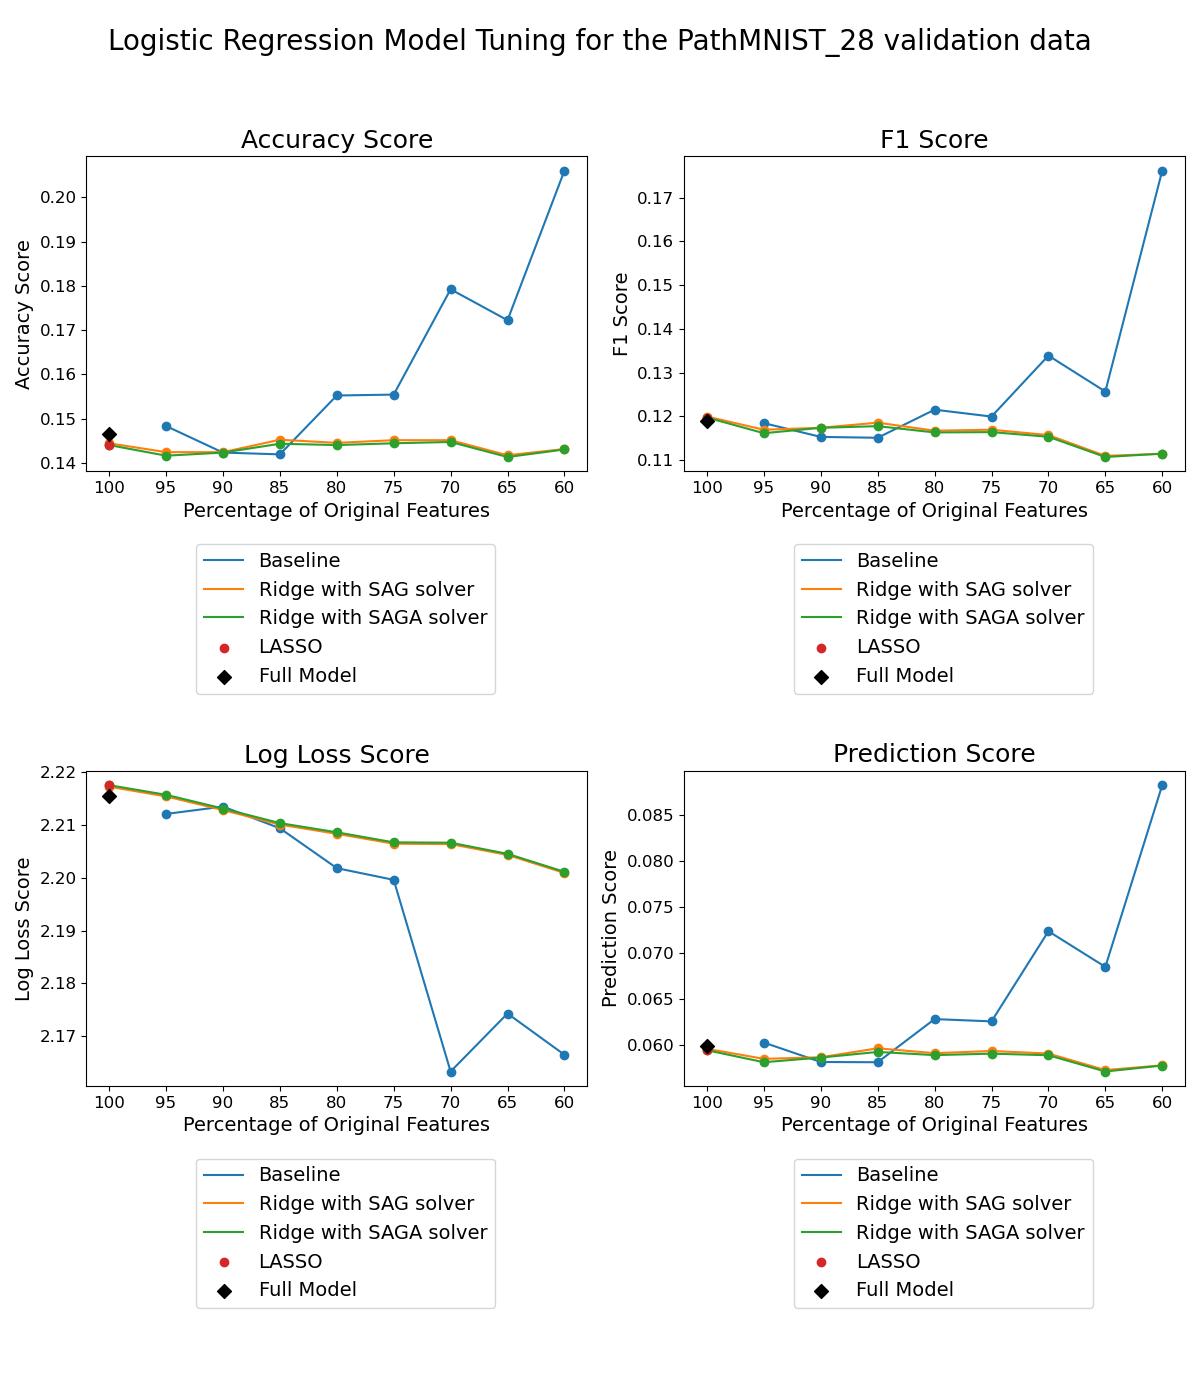 Logistic Regression Model Tuning for the PathMNIST_28 validation data
Accuracy Score
Accuracy Score
0.20
0.19
0.18
0.17
0.16
0.15
0.14
100 95 90 85 80 75 70 65 60
Percentage of Original Features
Baseline
Ridge with SAG solver
Ridge with SAGA solver
LASSO
Full Model
F1 Score
F1 Score
0.17
0.16
0.15
0.14
0.13
0.12
0.11
100 95 90 85 80 75 70 65 60
Percentage of Original Features
Baseline
Ridge with SAG solver
Ridge with SAGA solver
LASSO
Full Model
Log Loss Score
Log Loss Score
2.22
2.21
2.20
2.19
2.18
2.17
100 95 90 85 80 75 70 65 60
Percentage of Original Features
Baseline
Ridge with SAG solver
Ridge with SAGA solver
LASSO
Full Model
Prediction Score
Prediction Score
0.085
0.080
0.075
0.070
0.065
0.060
100 95 90 85 80 75 70 65 60
Percentage of Original Features
Baseline
Ridge with SAG solver
Ridge with SAGA solver
LASSO
Full Model